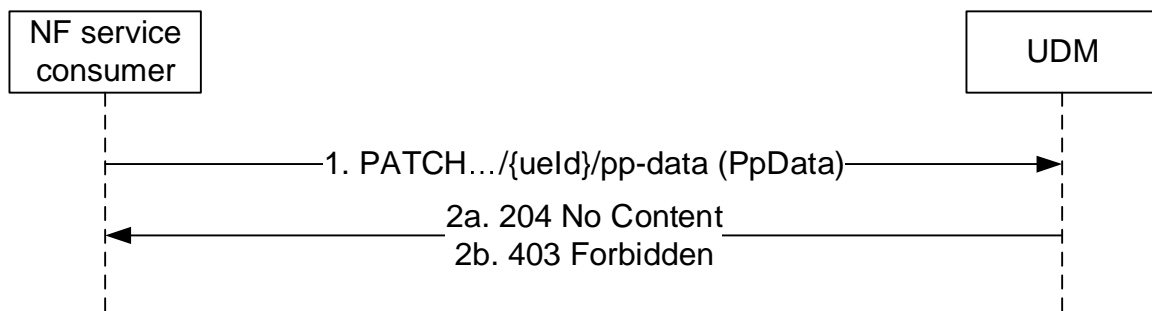 NF service
consumer
UDM
1. PATCH…/{ueId}/pp-data (PpData)
2a. 204 No Content
2b. 403 Forbidden